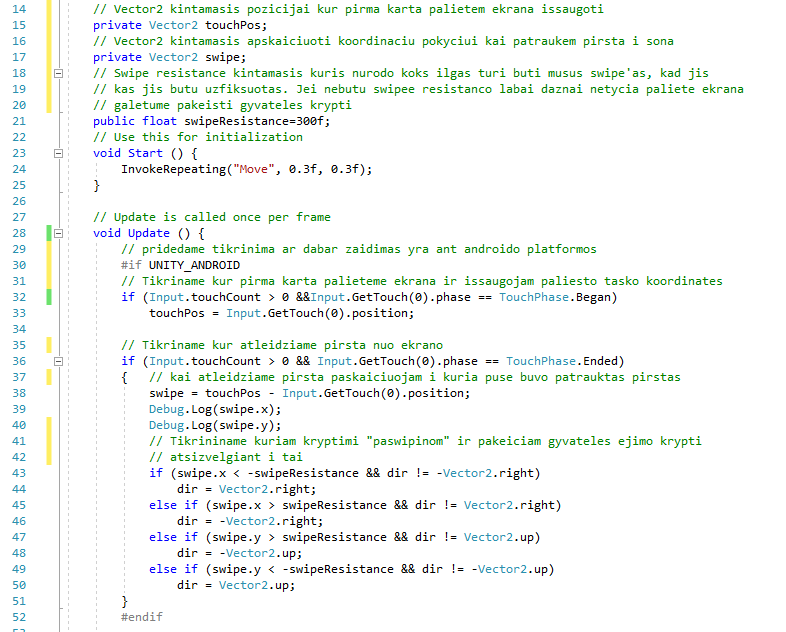 14 // Vector2 kintamasis pozicijai kur pirma karta palietem ekrana issaugoti
15 private Vector2 touchPos;
16 // Vector2 kintamasis apskaiciuoti koordinaciu pokyciui kai patraukem pirsta i sona
17 private Vector2 swipe;
18 // Swipe resistance kintamasis kuris nurodo koks ilgas turi buti musus swipe'as, kad jis
19 // kas jis butu uzfiksuotas. Jei nebutu swipee resistanco labai daznai netycia paliete ekrana
20 // galetume pakeisti gyvateles krypti
21 public float swipeResistance=300f;
22 // Use this for initialization
23 void Start () {
24 InvokeRepeating("Move", 0.3f, 0.3f);
25 }
26
27 // Update is called once per frame
28 void Update () {
29 // pridedame tikrinima ar dabar zaidimas yra ant androido platformos
30 #if UNITY_ANDROID
31 // Tikriname kur pirma karta palieteme ekrana ir issaugojam paliesto tasko koordinates
32 if (Input.touchCount > 0 &&Input.GetTouch(0).phase == TouchPhase.Began)
33 touchPos = Input.GetTouch(0).position;
34
35 // Tikriname kur atleidziame pirsta nuo ekrano
36 if (Input.touchCount > 0 && Input.GetTouch(0).phase == TouchPhase.Ended)
37 { // kai atleidziame pirsta paskaiciuojam i kuria puse buvo patrauktas pirstas
38 swipe = touchPos - Input.GetTouch(0).position;
39 Debug.Log(swipe.x);
40 Debug.Log(swipe.y);
41 // Tikrininame kuriam kryptimi "paswipinom" ir pakeiciam gyvateles ejimo krypti
42 // atsizvelgiant i tai
43 if (swipe.x < -swipeResistance && dir != -Vector2.right)
44 dir = Vector2.right;
45 else if (swipe.x > swipeResistance && dir != Vector2.right)
46 dir = -Vector2.right;
47 else if (swipe.y > swipeResistance && dir != Vector2.up)
48 dir = -Vector2.up;
49 else if (swipe.y < -swipeResistance && dir != -Vector2.up)
50 dir = Vector2.up;
51 }
52 #endif